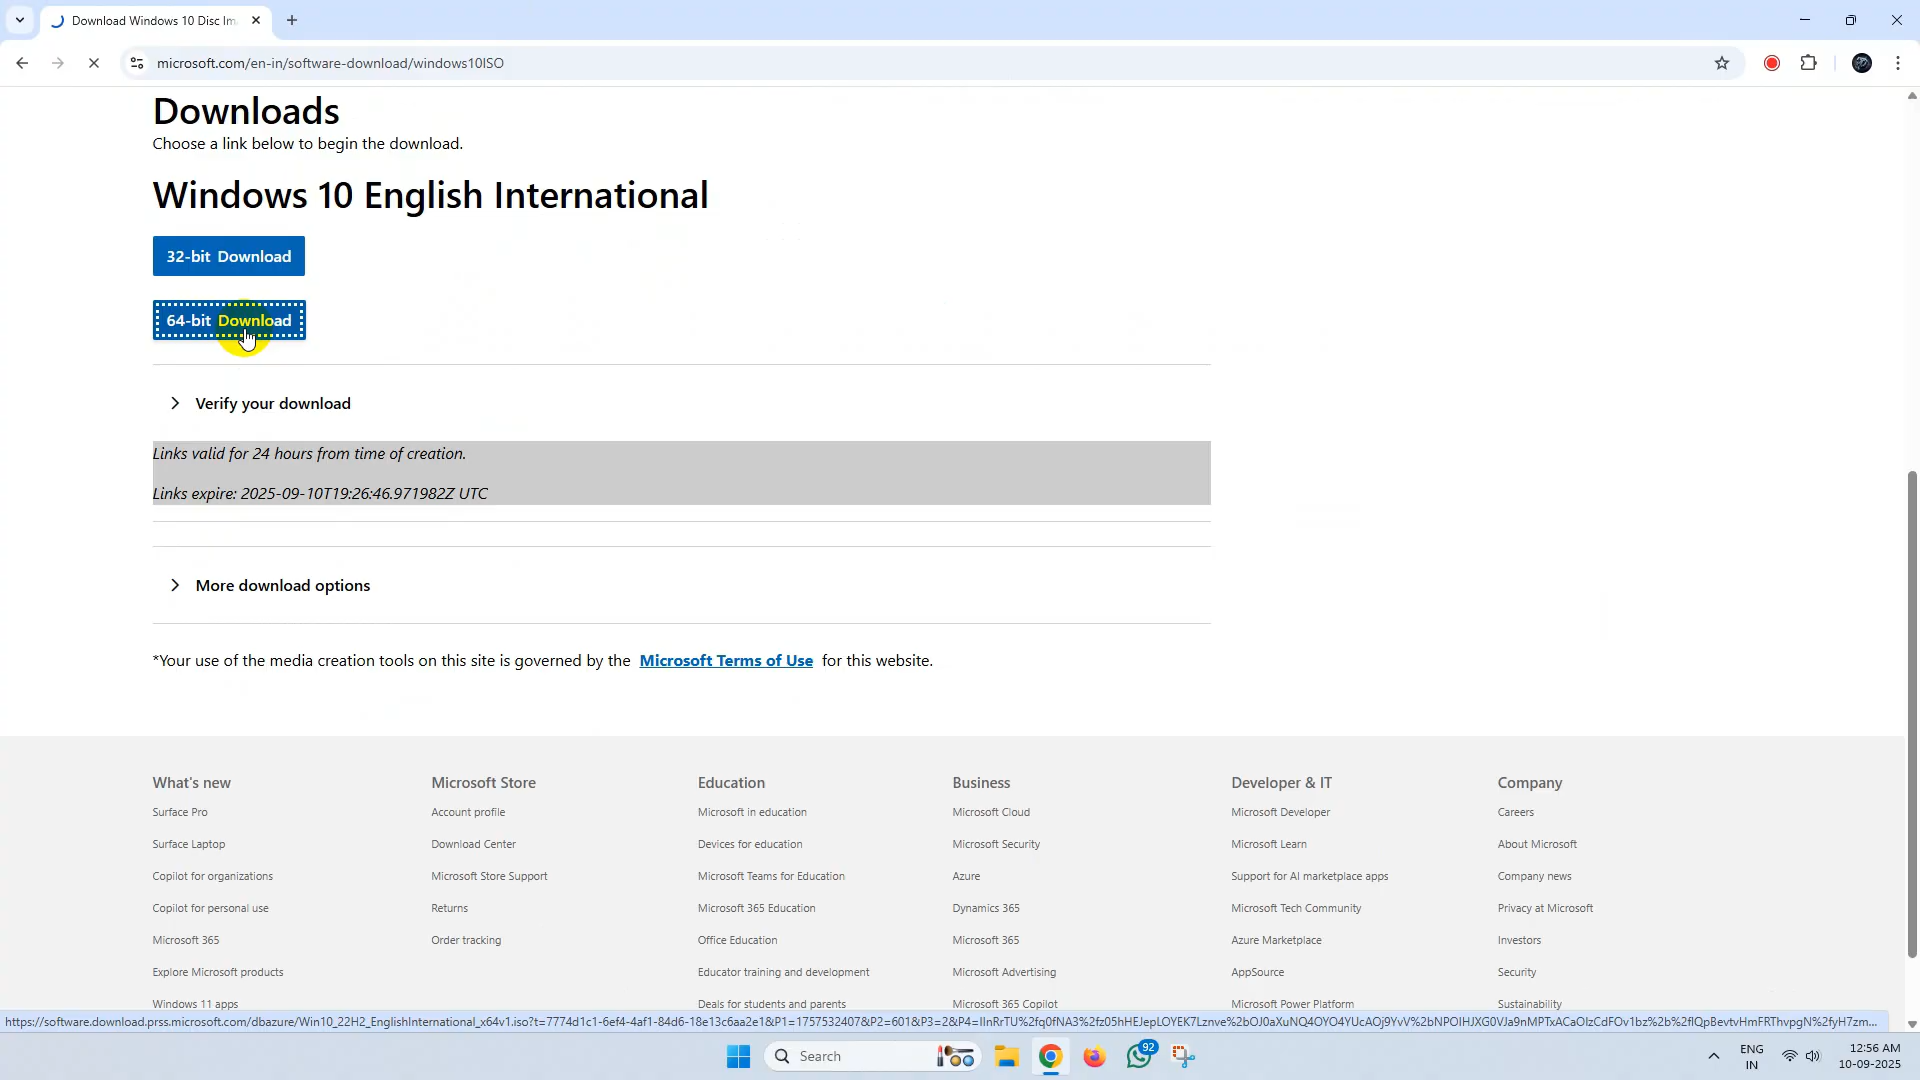 Download Windows 10 Disc Im
microsoft.com/en-in/software-download/windows10ISO
Downloads
Choose a link below to begin the download.
Windows 10 English International
32-bit Download
64-bit Download
Verify your download
Links valid for 24 hours from time of creation.
Links expire: 2025-09-10T19:26:46.971982Z UTC
More download options
*Your use of the media creation tools on this site is governed by the Microsoft Terms of Use for this website.
What's new
Surface Pro
Surface Laptop
Copilot for organizations
Copilot for personal use
Microsoft 365
Explore Microsoft products
Windows 11 apps
Microsoft Store
Account profile
Download Center
Microsoft Store Support
Returns
Order tracking
Education
Microsoft in education
Devices for education
Microsoft Teams for Education
Microsoft 365 Education
Office Education
Educator training and development
Deals for students and parents
Business
Microsoft Cloud
Microsoft Security
Azure
Dynamics 365
Microsoft 365
Microsoft Advertising
Microsoft 365 Copilot
Developer & IT
Microsoft Developer
Microsoft Learn
Support for AI marketplace apps
Microsoft Tech Community
Azure Marketplace
AppSource
Microsoft Power Platform
Company
Careers
About Microsoft
Company news
Privacy at Microsoft
Investors
Security
Sustainability
https://software.download.prss.microsoft.com/dbazure/Win10_22H2_EnglishInternational_x64v1.iso?t=7774d1c1-6ef4-4af1-84d6-18e13c6aa2e1&P1=1757532407&P2=601&P3=2&P4=
Search
92
ENG
IN
12:56 AM
10-09-2025